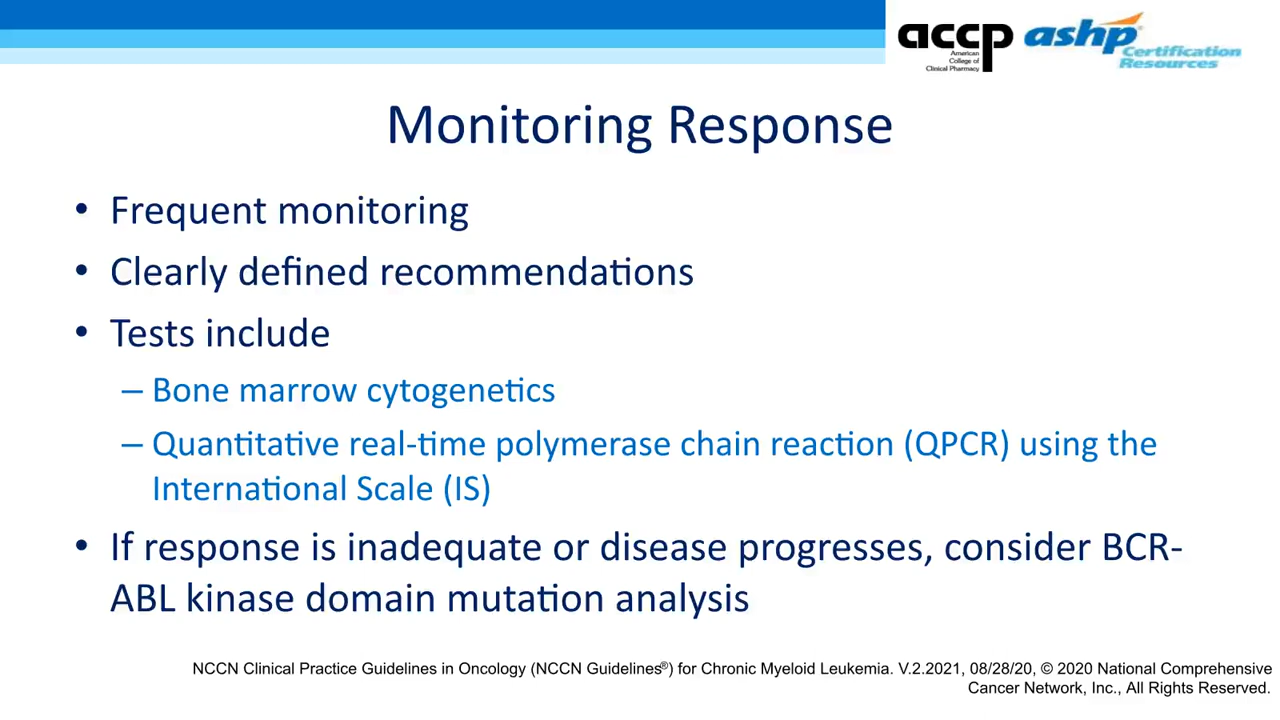 accp
American
College of
Clinical Pharmacy
ashp
Certification
Resources
Monitoring Response
• Frequent monitoring
• Clearly defined recommendations
• Tests include
– Bone marrow cytogenetics
– Quantitative real-time polymerase chain reaction (QPCR) using the
International Scale (IS)
• If response is inadequate or disease progresses, consider BCR-
ABL kinase domain mutation analysis
NCCN Clinical Practice Guidelines in Oncology (NCCN Guidelines®) for Chronic Myeloid Leukemia. V.2.2021, 08/28/20, © 2020 National Comprehensive
Cancer Network, Inc., All Rights Reserved.